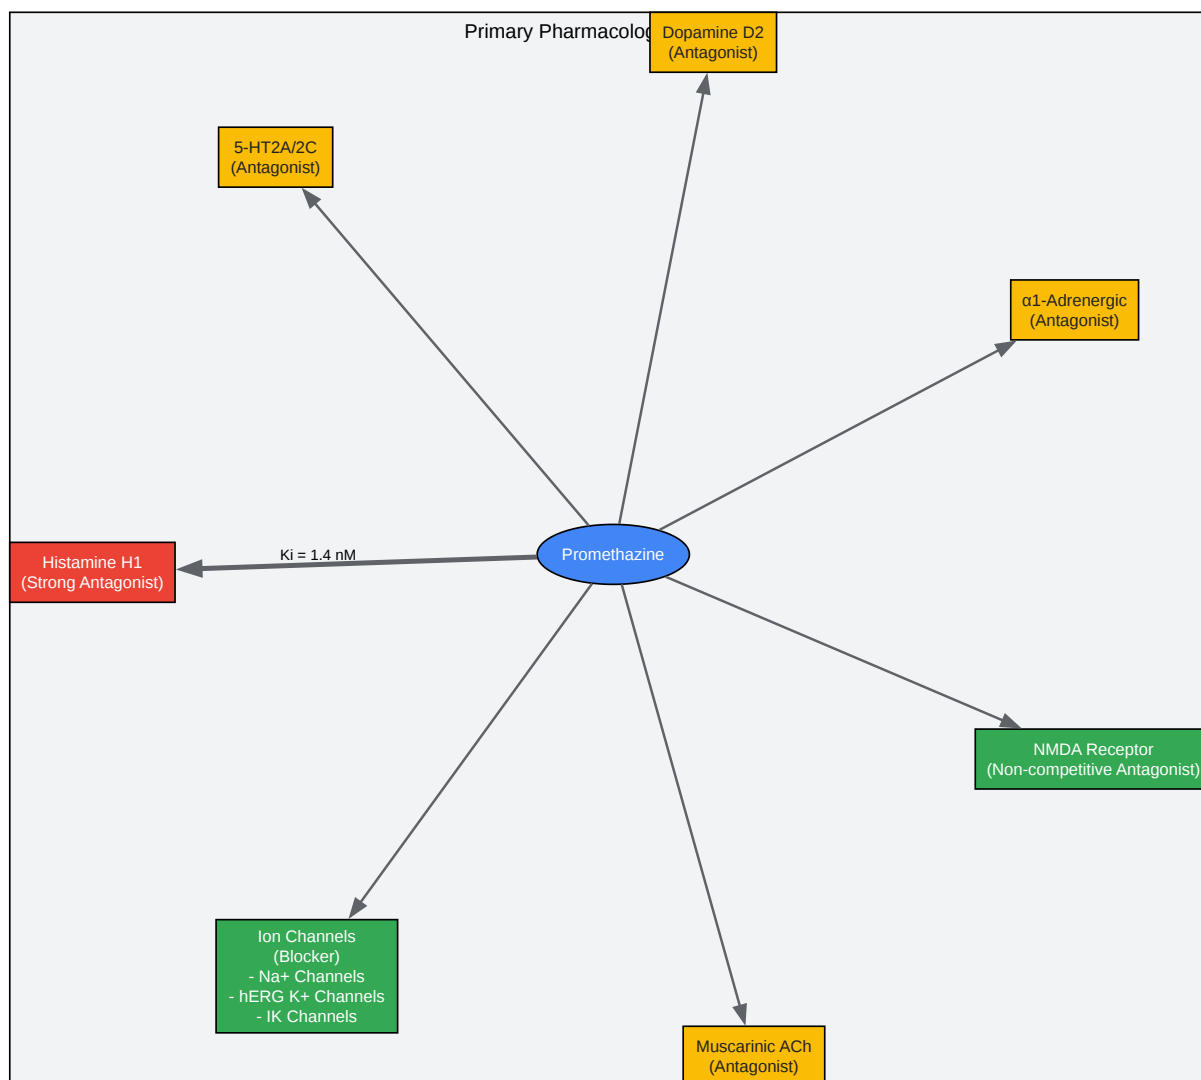 Primary Pharmacolog
Dopamine D2
(Antagonist)
5-HT2A/2C
(Antagonist)
α1-Adrenergic
(Antagonist)
Ki = 1.4 nM
Promethazine
Histamine H1
(Strong Antagonist)
NMDA Receptor
(Non-competitive Antagonist)
Ion Channels
(Blocker)
- Na+ Channels
- hERG K+ Channels
- IK Channels
Muscarinic ACh
(Antagonist)